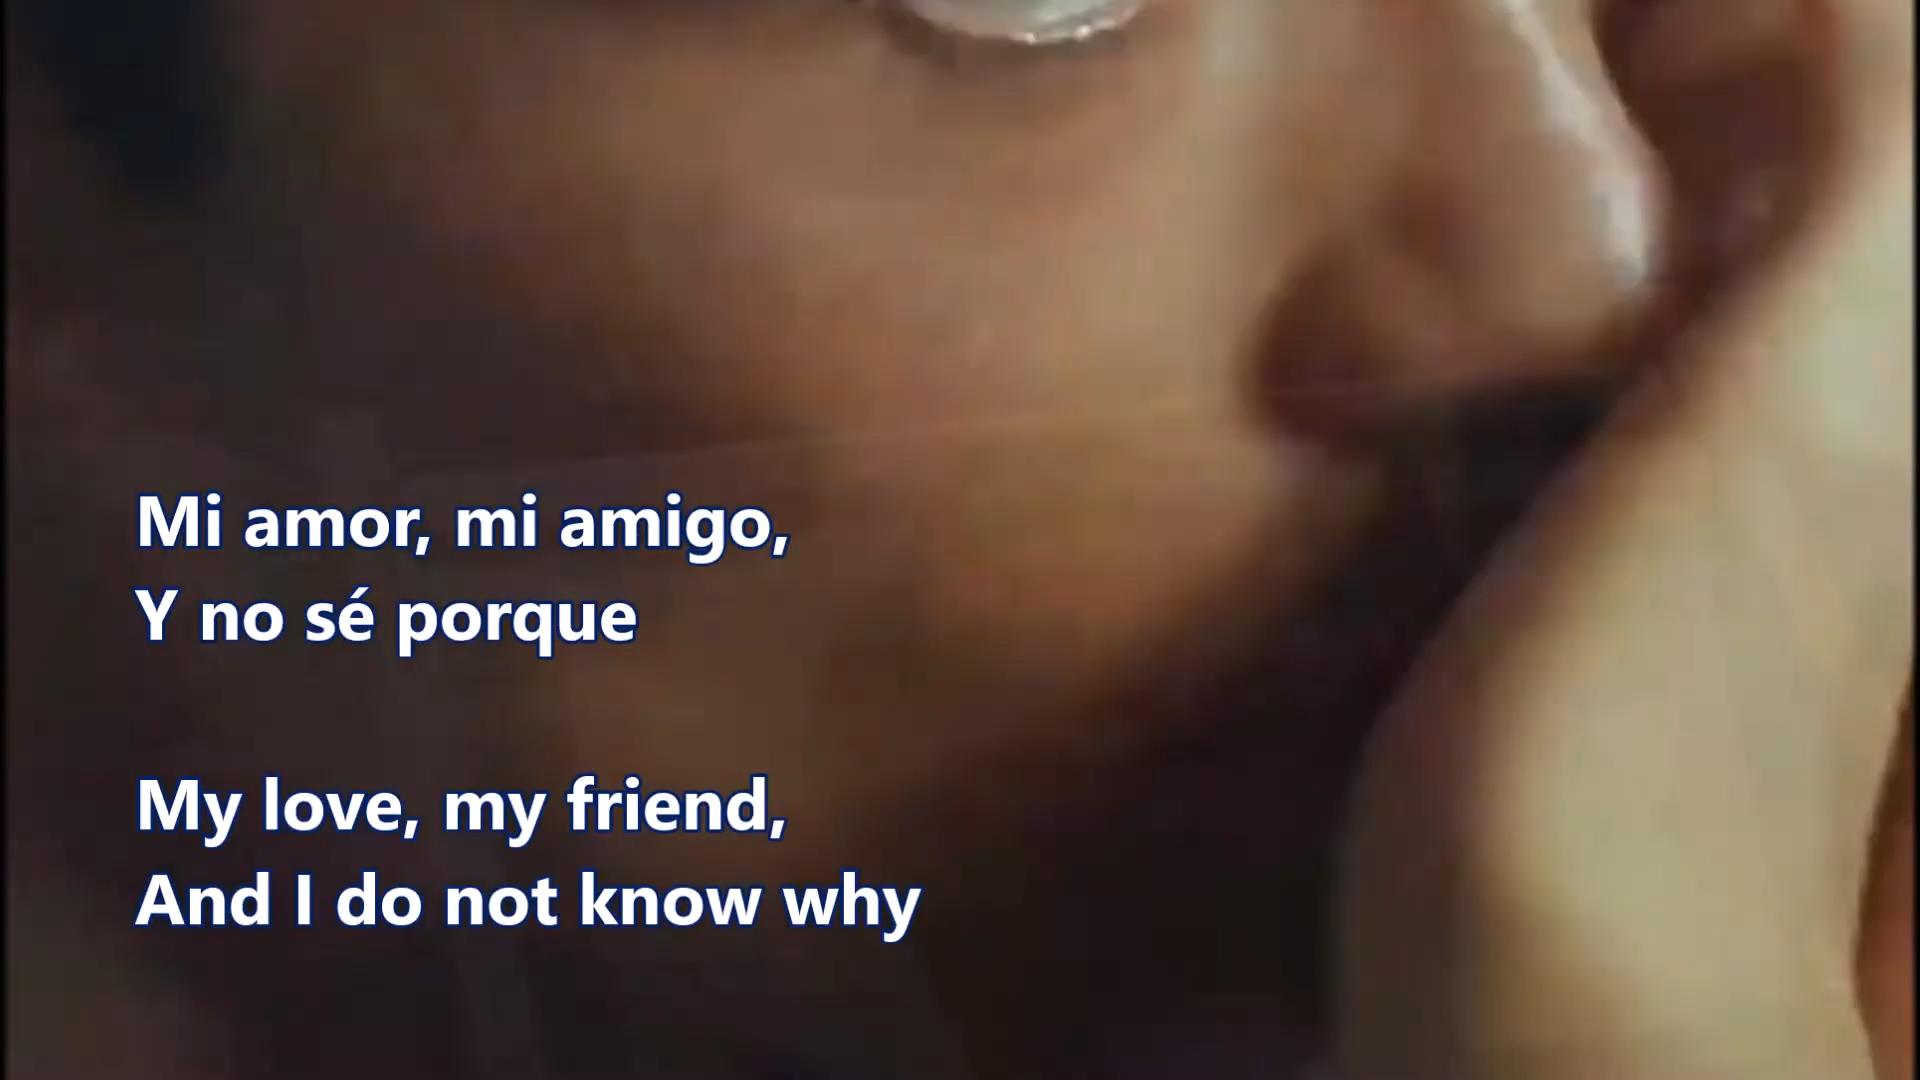 Mi amor, mi amigo,
Y no sé porque
My love, my friend,
And I do not know why